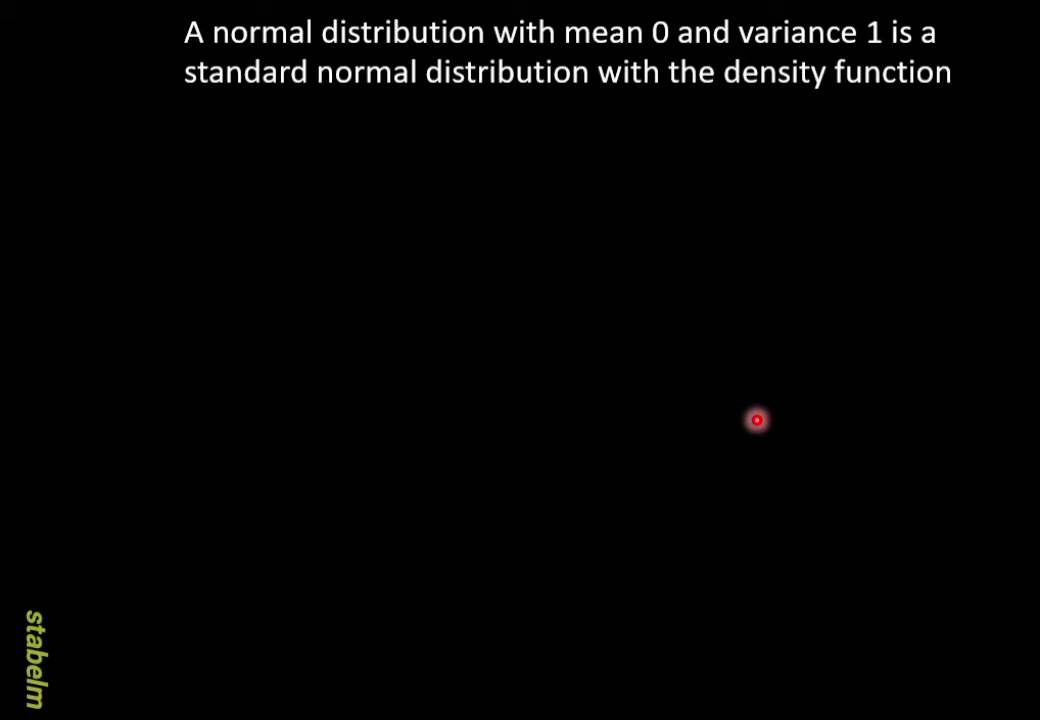 A normal distribution with mean 0 and variance 1 is a
standard normal distribution with the density function
stabelm